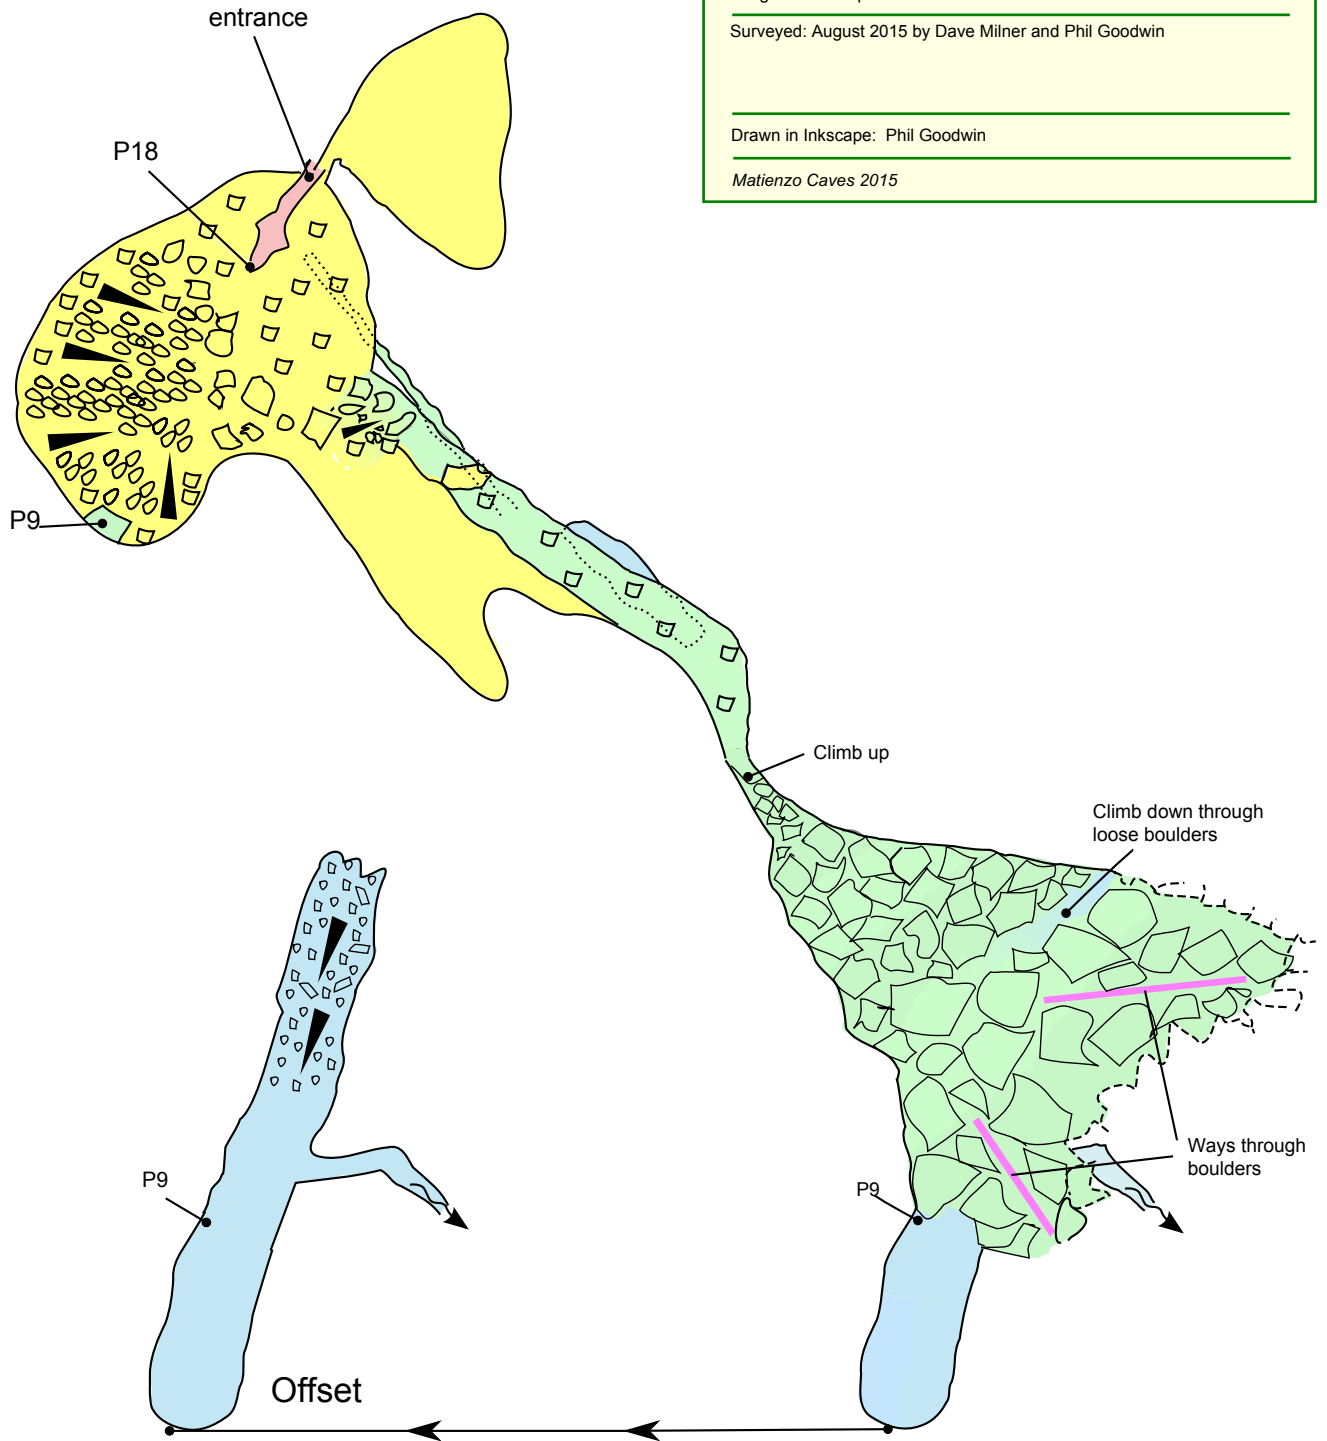 entrance
Surveyed: August 2015 by Dave Milner and Phil Goodwin
Drawn in Inkscape: Phil Goodwin
Matienzo Caves 2015
P18
P9
Climb up
Climb down through
loose boulders
Ways through
boulders
P9
P9
Offset